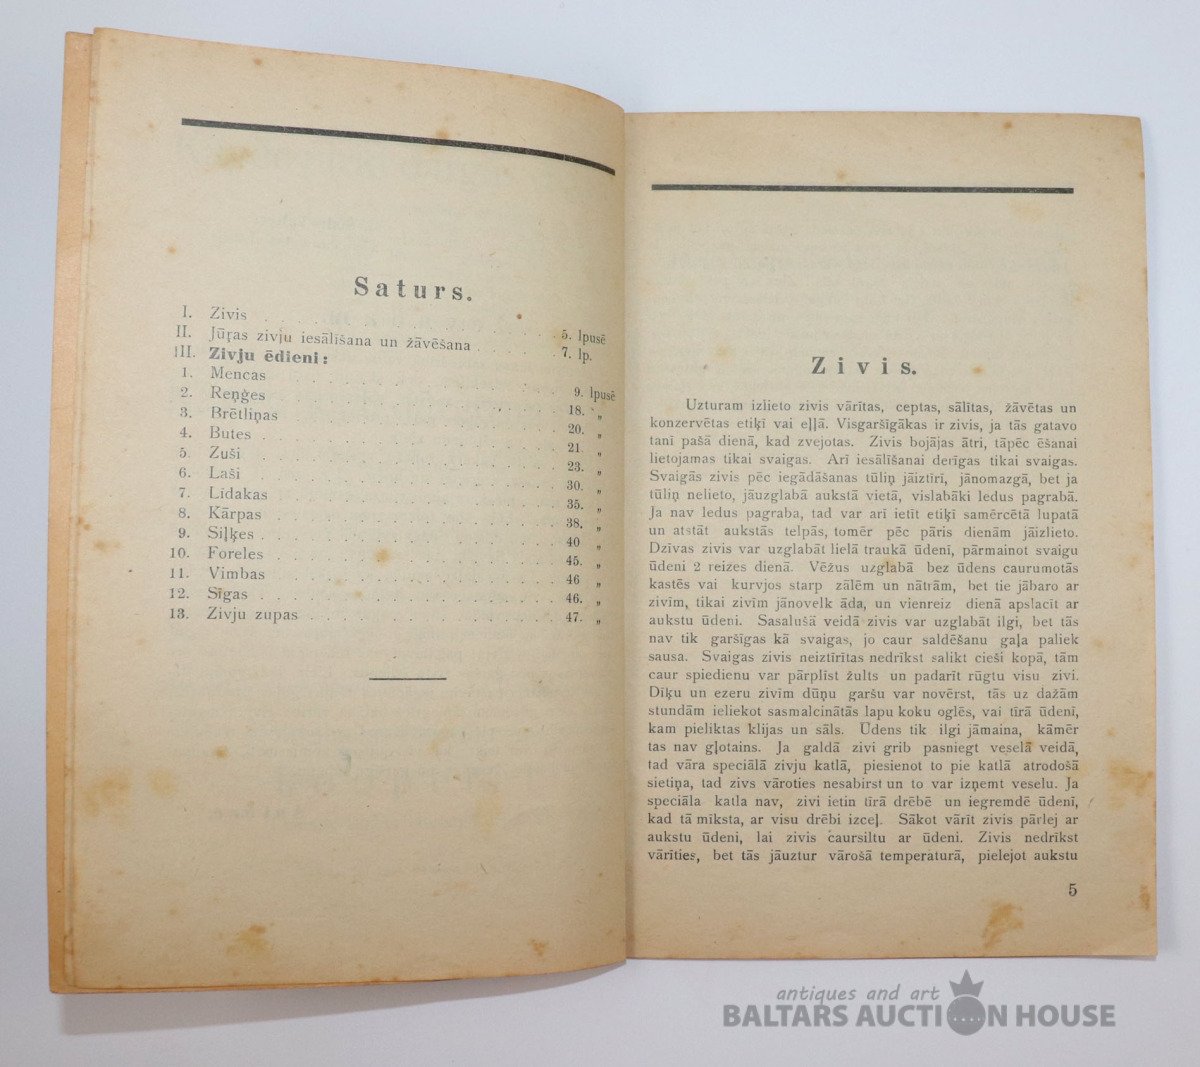 Saturs.
I. Zivis . . . . . . . . . . . . . 5. lpusē
II. Jūŗas zivju iesālīšana un žāvēšana . . . . 7. lp.
III. Zivju ēdieni:
1. Mencas . . . . . . . . . . . . 9. lpusē
2. Reņģes . . . . . . . . . . . . 18. „
3. Brētliņas . . . . . . . . . . . . 20. „
4. Butes . . . . . . . . . . . . 21. „
5. Zuši . . . . . . . . . . . . 23. „
6. Laši . . . . . . . . . . . . 30. „
7. Līdakas . . . . . . . . . . . . 35. „
8. Kārpas . . . . . . . . . . . . 38. „
9. Siļķes . . . . . . . . . . . . 40 „
10. Foreles . . . . . . . . . . . . 45. „
11. Vimbas . . . . . . . . . . . . 46 „
12. Sīgas . . . . . . . . . . . . 46. „
13. Zivju zupas . . . . . . . . . . . . 47. „
Zivis.
Uzturam izlieto zivis vārītas, ceptas, sālītas, žāvētas un
konzervētas etiķī vai eļļā. Visgaršīgākas ir zivis, ja tās gatavo
tanī pašā dienā, kad zvejotas. Zivis bojājas ātri, tāpēc ēšanai
lietojamas tikai svaigas. Arī iesālīšanai derīgas tikai svaigas.
Svaigās zivis pēc iegādāšanas tūliņ jāiztīrī, jānomazgā, bet ja
tūliņ nelieto, jāuzglabā aukstā vietā, vislabāki ledus pagrabā.
Ja nav ledus pagraba, tad var arī ietīt etiķī samērcētā lupatā
un atstāt aukstās telpās, tomēr pēc pāris dienām jāizlieto.
Dzīvas zivis var uzglabāt lielā traukā ūdenī, pārmainot svaigu
ūdeni 2 reizes dienā. Vēžus uzglabā bez ūdens caurumotās
kastēs vai kurvjos starp zālēm un nātrām, bet tie jābaro ar
zivīm, tikai zivīm jānovelk āda, un vienreiz dienā apslacīt ar
aukstu ūdeni. Sasalušā veidā zivis var uzglabāt ilgi, bet tās
nav tik garšīgas kā svaigas, jo caur saldēšanu gaļa paliek
sausa. Svaigas zivis neiztīrītas nedrīkst salikt cieši kopā, tām
caur spiedienu var pārplīst žults un padarīt rūgtu visu zivi.
Dīķu un ezeru zivīm dūņu garšu var novērst, tās uz dažām
stundām ieliekot sasmalcinātās lapu koku oglēs, vai tīrā ūdenī,
kam pieliktas klijas un sāls. Ūdens tik ilgi jāmaina, kāmēr
tas nav gļotains. Ja galdā zivi grib pasniegt veselā veidā,
tad vāra speciālā zivju katlā, piesienot to pie katlā atrodošā
sietiņa, tad zivs vāroties nesabirst un to var izņemt veselu. Ja
speciāla katla nav, zivi ietin tīrā drēbē un iegremdē ūdenī,
kad tā mīksta, ar visu drēbi izceļ. Sākot vārīt zivis pārlej ar
aukstu ūdeni, lai zivis caursiltu ar ūdeni. Zivis nedrīkst
vārīties, bet tās jāuztur vārošā temperaturā, pielejot aukstu
5
antiques and art
BALTARS AUCTION HOUSE